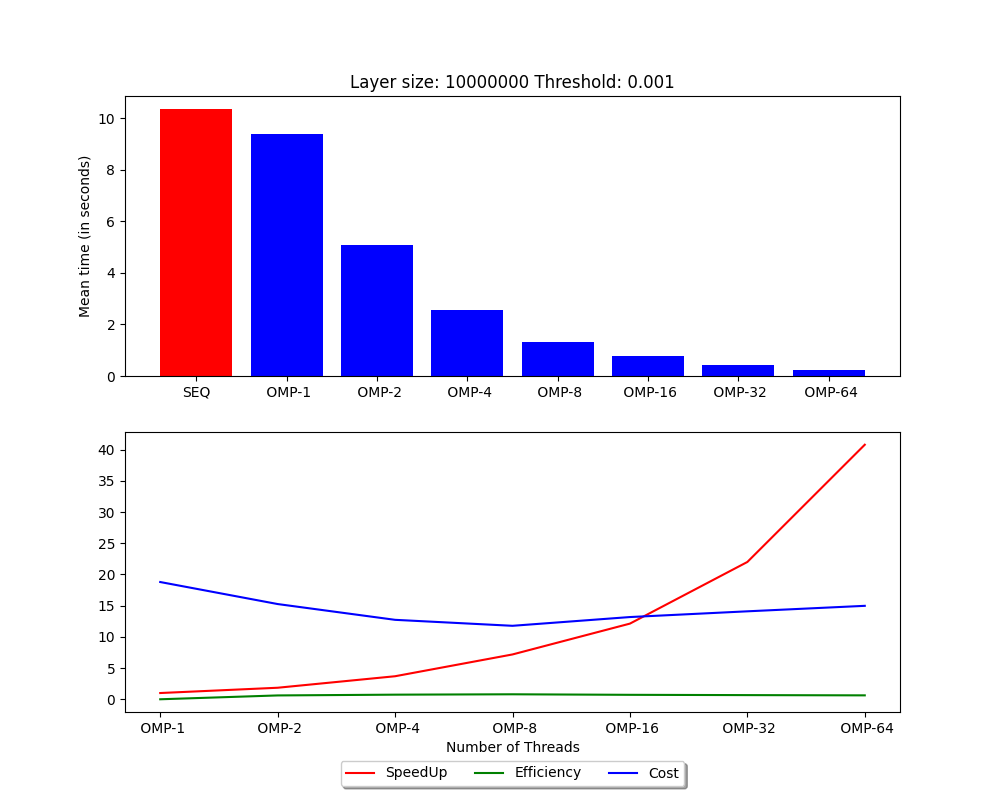 Layer size: 10000000 Threshold: 0.001
10
8
6
4
2
0
Mean time (in seconds)
SEQ OMP-1 OMP-2 OMP-4 OMP-8 OMP-16 OMP-32 OMP-64
40
35
30
25
20
15
10
5
0
OMP-1 OMP-2 OMP-4 OMP-8 OMP-16 OMP-32 OMP-64
Number of Threads
SpeedUp Efficiency Cost